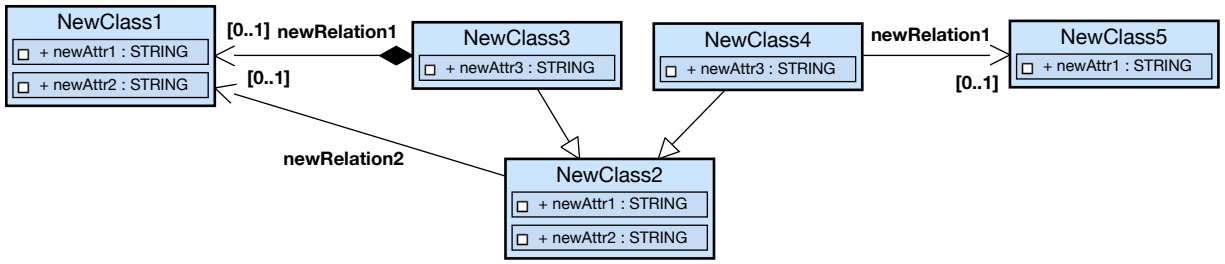 NewClass1
+ newAttr1 : STRING
+ newAttr2 : STRING
[0..1]
newRelation1
[0..1]
newRelation2
NewClass3
+ newAttr3 : STRING
NewClass4
+ newAttr3 : STRING
newRelation1
[0..1]
NewClass5
+ newAttr1 : STRING
NewClass2
+ newAttr1 : STRING
+ newAttr2 : STRING